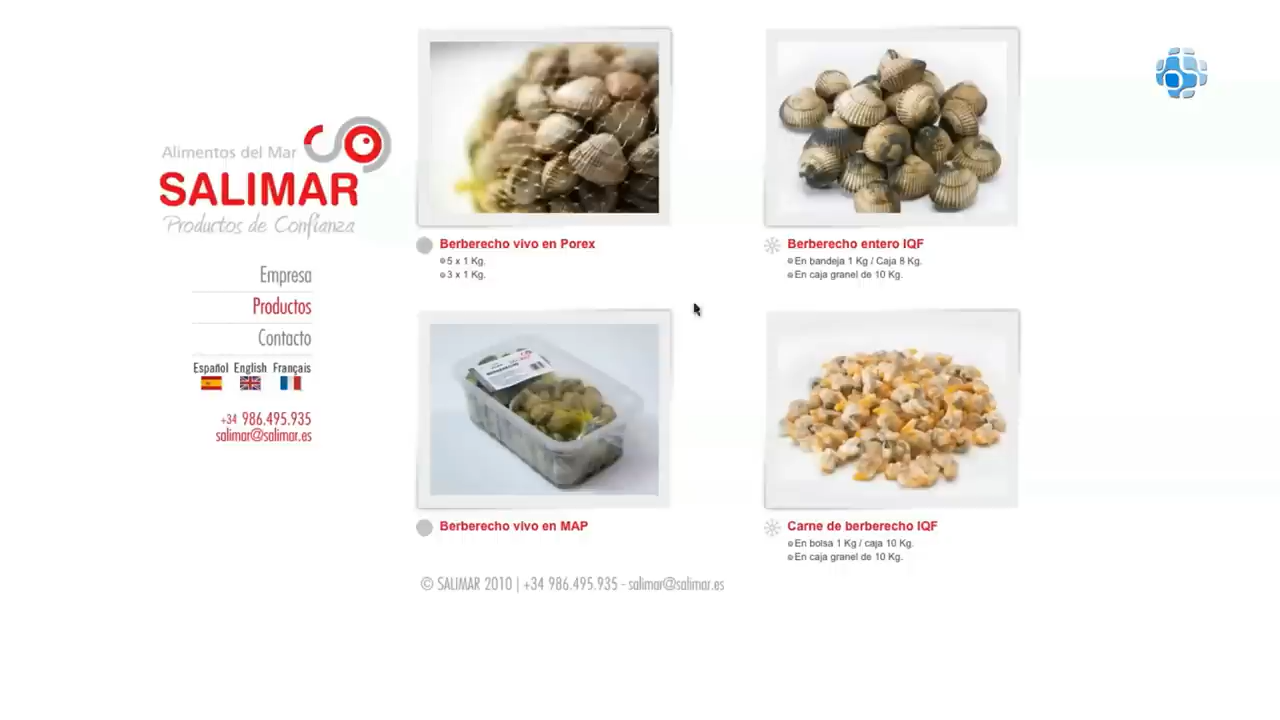 Alimentos del Mar
SALIMAR
Productos de Confianza
Empresa
Productos
Contacto
Español English Français
+34 986.495.935
salimar@salimar.es
Berberecho vivo en Porex
5 x 1 Kg.
3 x 1 Kg.
Berberecho entero IQF
En bandeja 1 Kg / Caja 8 Kg.
En caja granel de 10 Kg.
BERBERECHO
Berberecho vivo en MAP
Carne de berberecho IQF
En bolsa 1 Kg / caja 10 Kg.
En caja granel de 10 Kg.
© SALIMAR 2010 | +34 986.495.935 - salimar@salimar.es